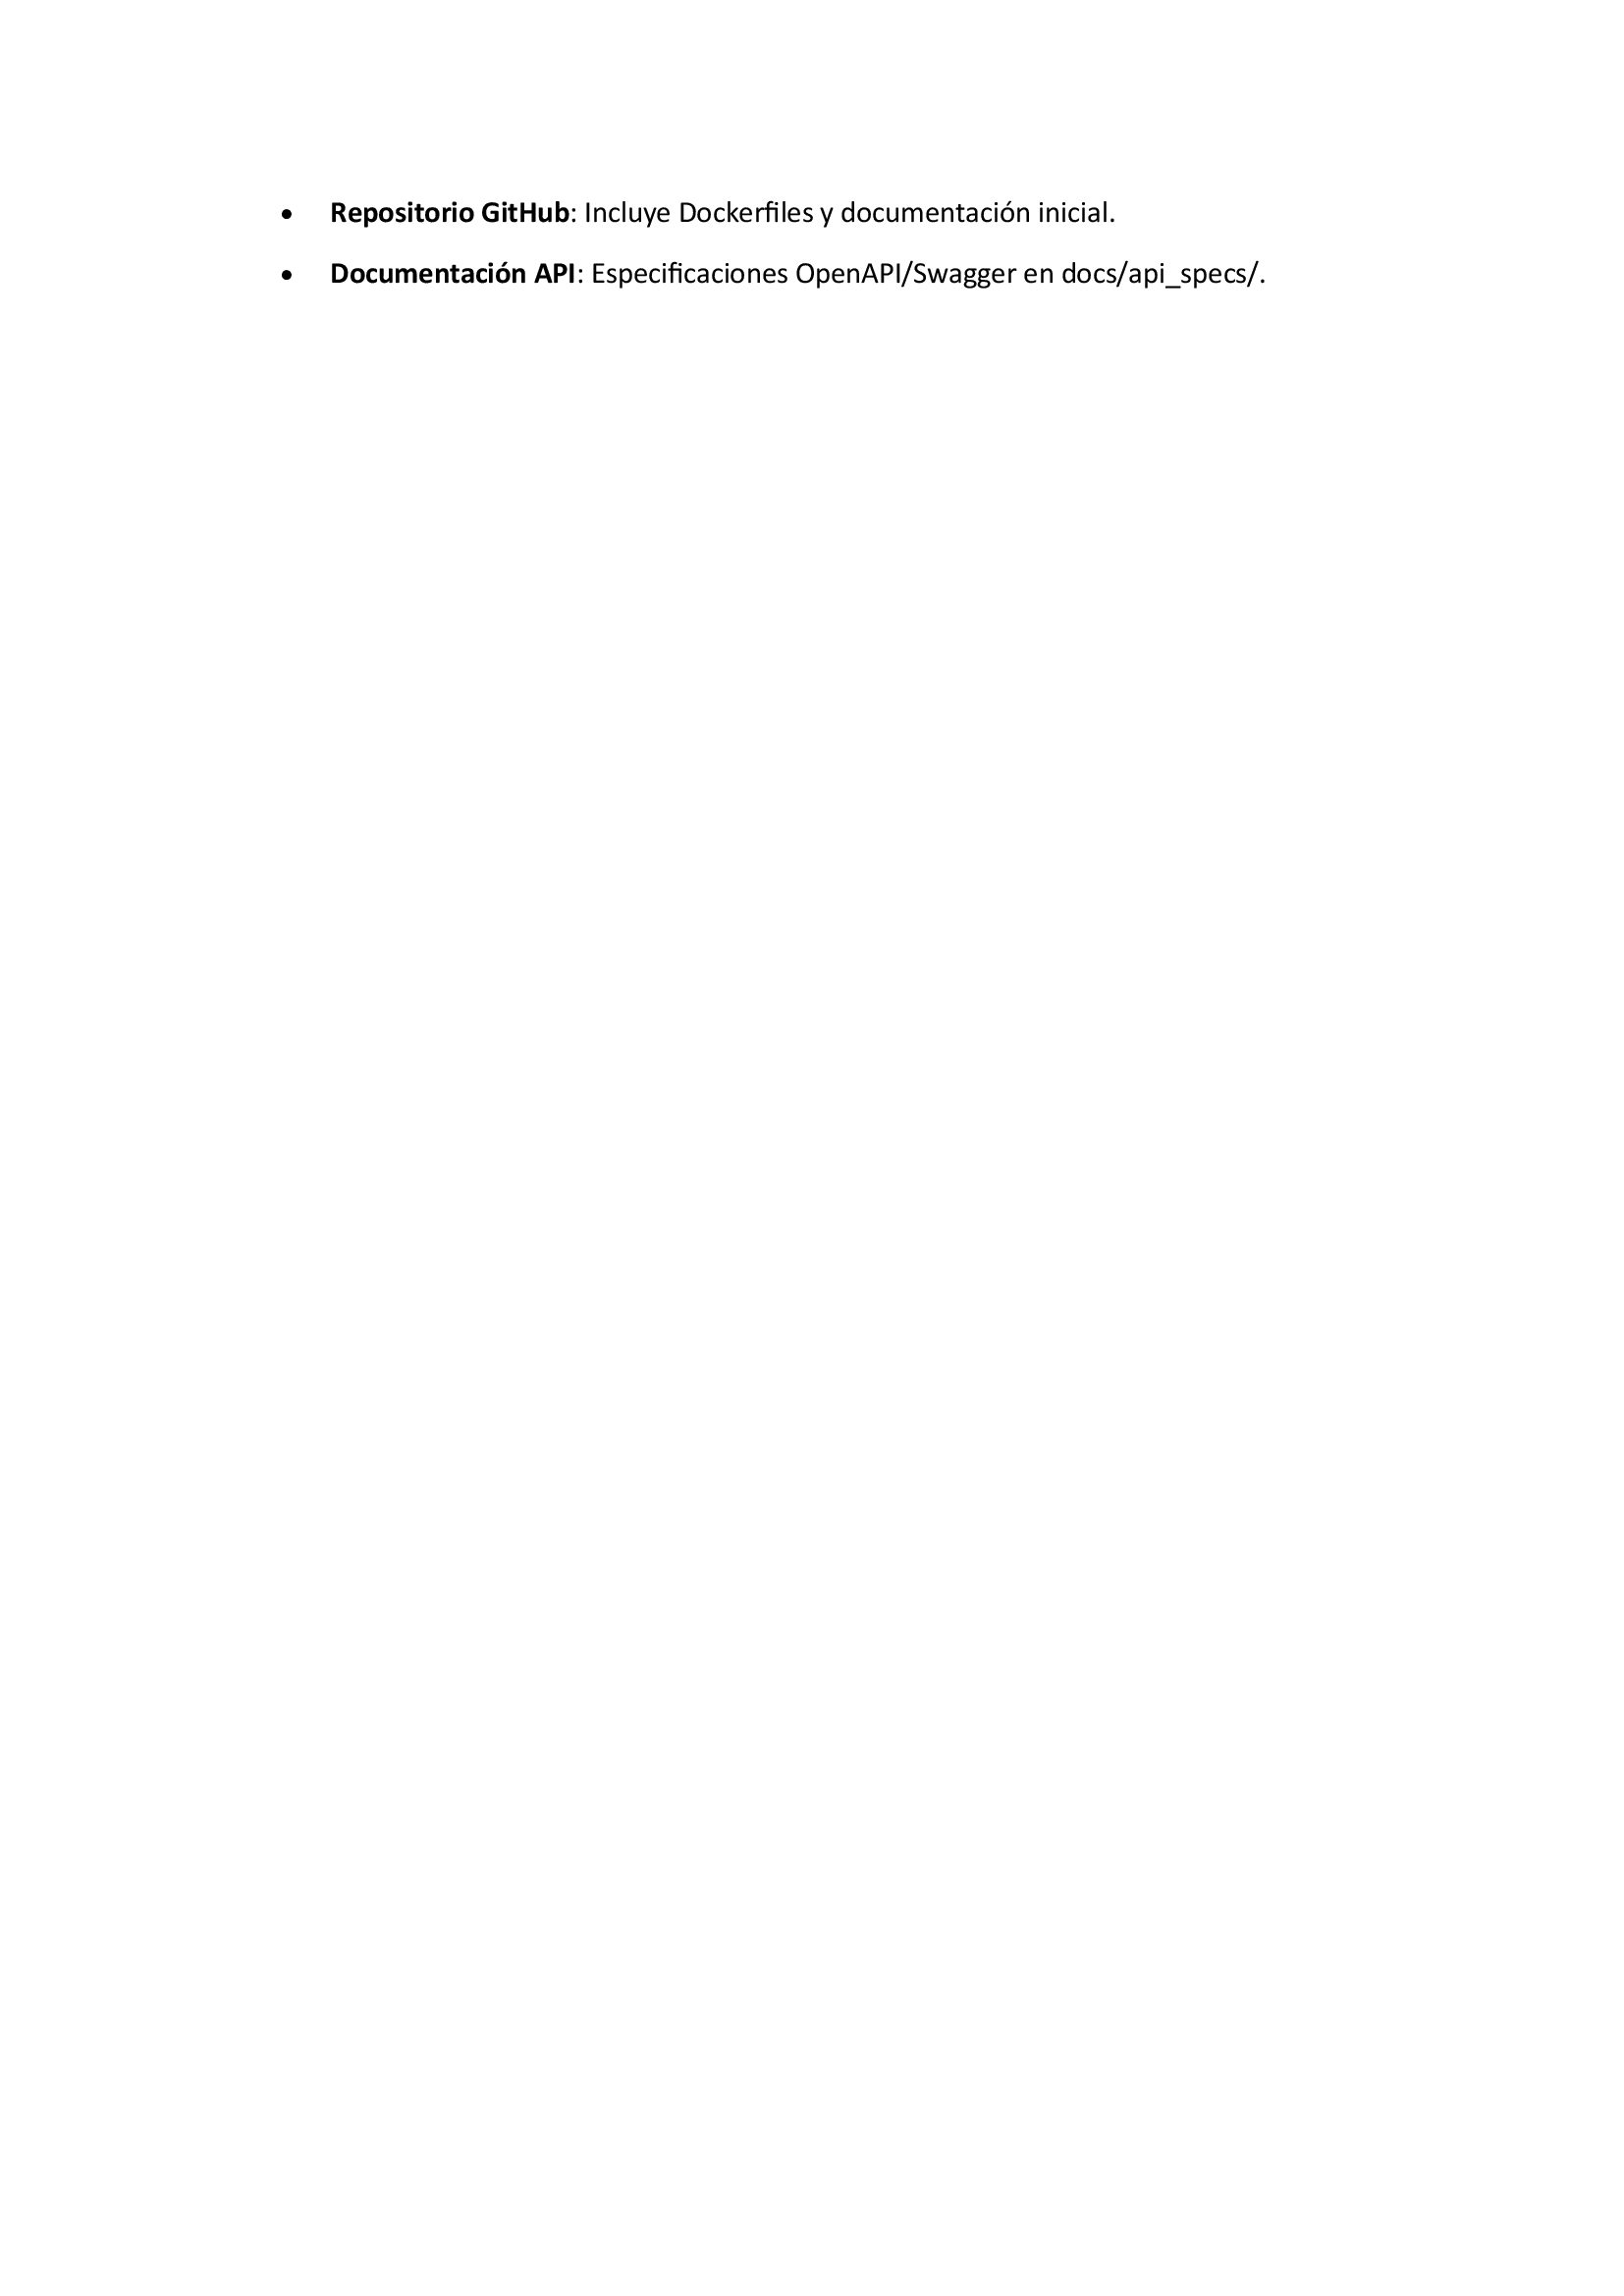 • Repositorio GitHub: Incluye Dockerfiles y documentación inicial.
• Documentación API: Especificaciones OpenAPI/Swagger en docs/api_specs/.